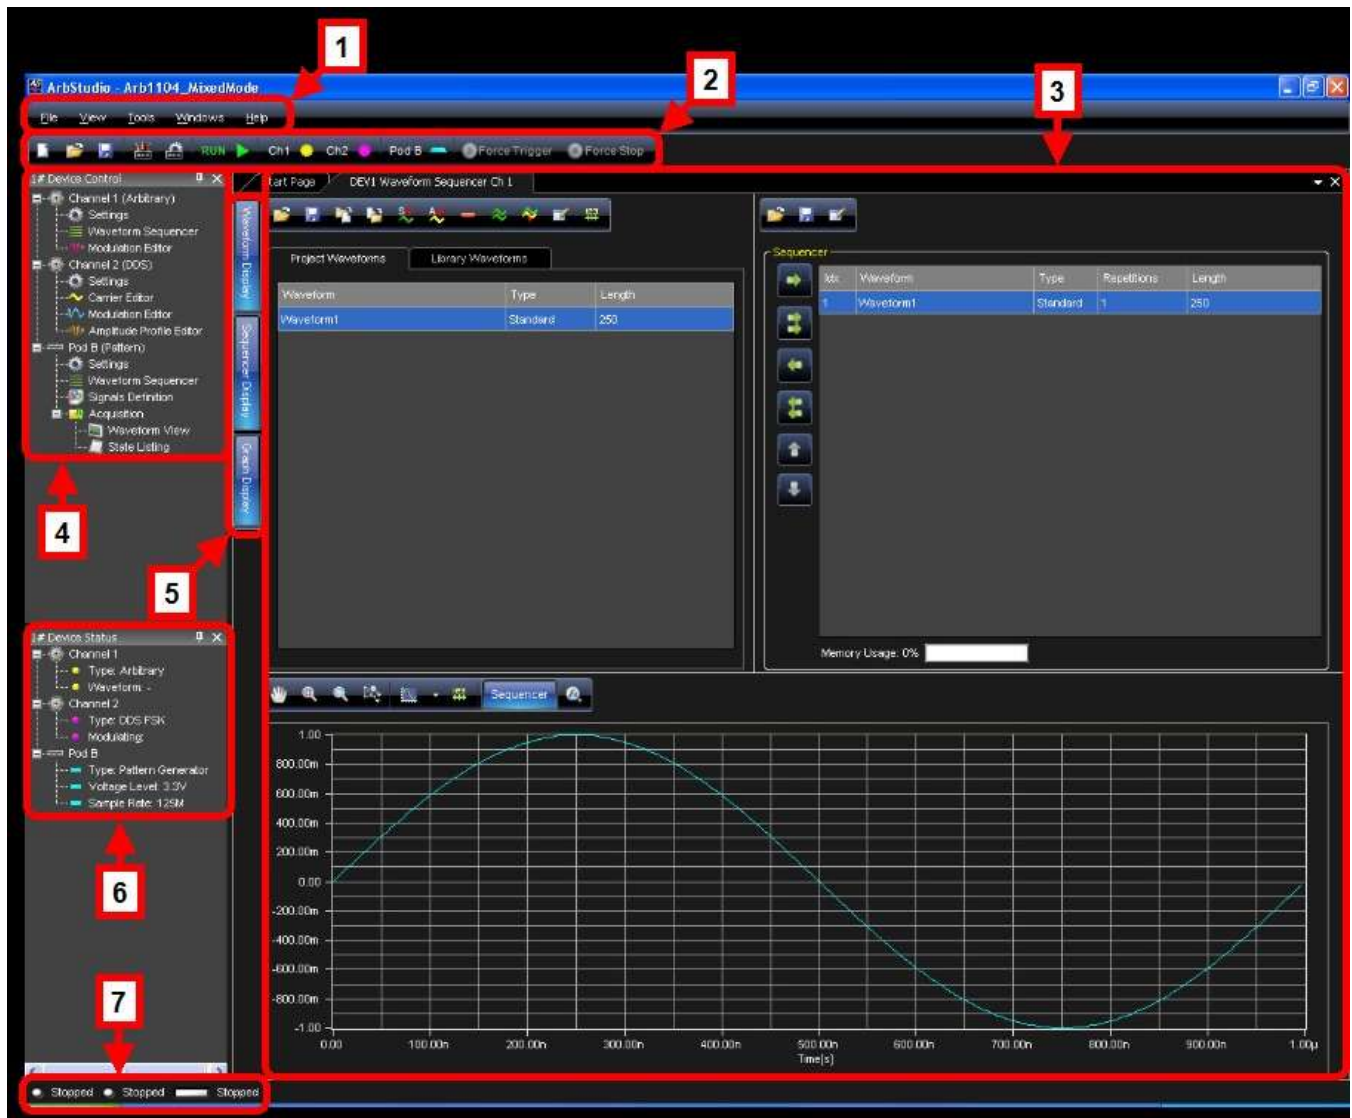 1
2
3
ArbStudio - Arb1104_MixedMode
File View Tools Windows Help
RUN Ch1 Ch2 Pod B Force Trigger Force Stop
1# Device Control
Channel 1 (Arbitrary)
Settings
Waveform Sequencer
Modulation Editor
Channel 2 (DDS)
Settings
Carrier Editor
Modulation Editor
Amplitude Profile Editor
Pod B (Pattern)
Settings
Waveform Sequencer
Signals Definition
Acquisition
Waveform View
State Listing
4
5
Waveform Display
Sequencer Display
Graph Display
tart Page DEV1 Waveform Sequencer Ch 1
Project Waveforms Library Waveforms
Waveform Type Length
Waveform1 Standard 250
Sequencer
Idx Waveform Type Repetitions Length
1 Waveform1 Standard 1 250
Memory Usage: 0%
1# Device Status
Channel 1
Type: Arbitrary
Waveform: -
Channel 2
Type: DDS FSK
Modulating:
Pod B
Type: Pattern Generator
Voltage Level: 3.3V
Sample Rate: 125M
6
7
Sequencer
1.00
800.00m
600.00m
400.00m
200.00m
0.00
-200.00m
-400.00m
-600.00m
-800.00m
-1.00
0.00 100.00n 200.00n 300.00n 400.00n 500.00n 600.00n 700.00n 800.00n 900.00n 1.00µ
Time[s]
Stopped Stopped Stopped